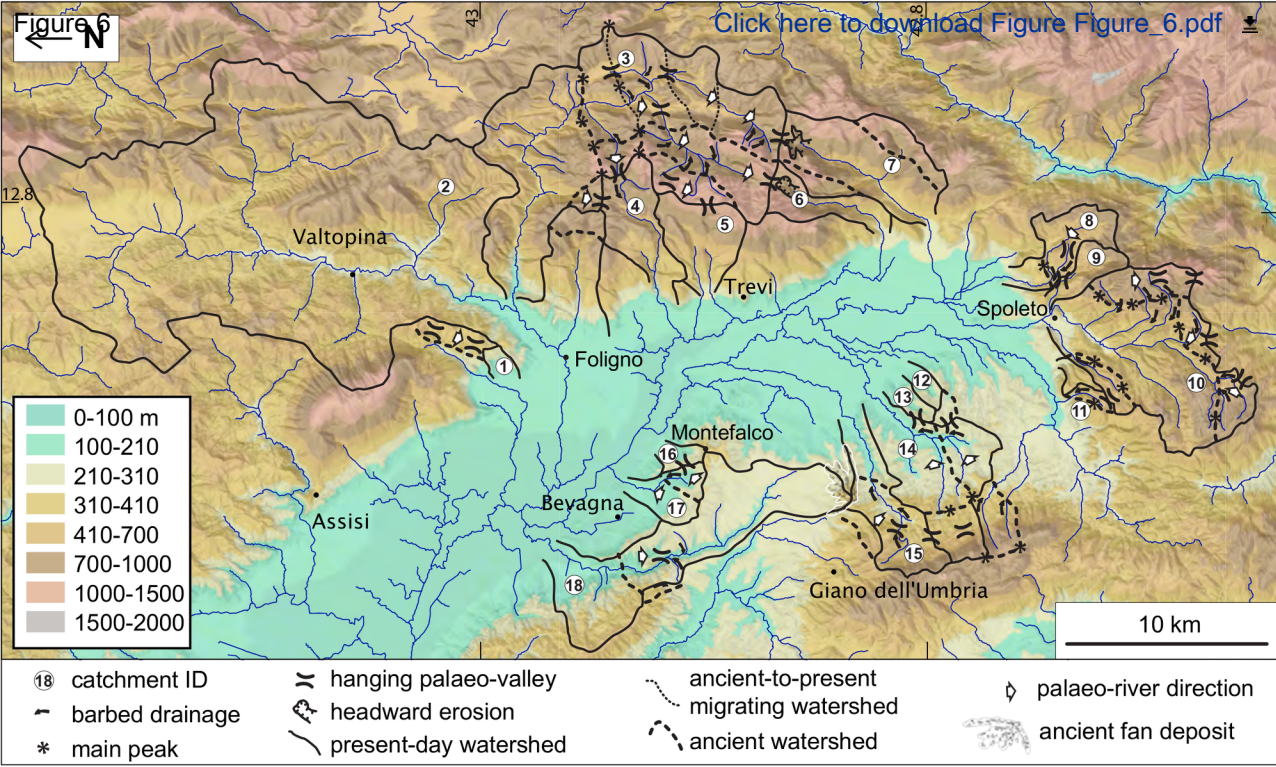 Figure 6
N
43
Click here to download Figure Figure_6.pdf
3
7
12.8
2
6
4
5
8
Valtopina
9
Trevi
Spoleto
1
Foligno
12
10
13
11
0-100 m
100-210
210-310
310-410
410-700
700-1000
1000-1500
1500-2000
Montefalco
16
14
Bevagna
17
Assisi
15
18
Giano dell'Umbria
10 km
18 catchment ID
barbed drainage
main peak
hanging palaeo-valley
headward erosion
present-day watershed
ancient-to-present
migrating watershed
ancient watershed
palaeo-river direction
ancient fan deposit